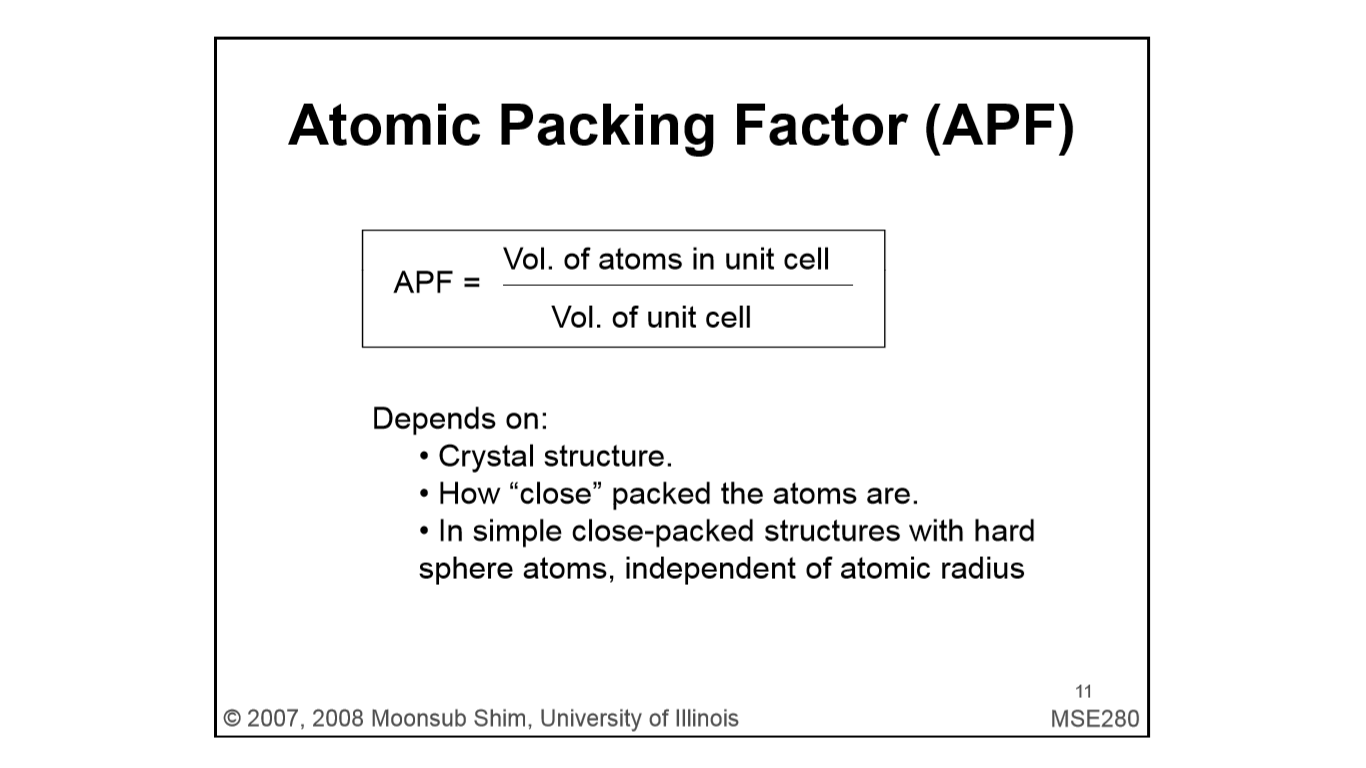 Atomic Packing Factor (APF)
Vol. of atoms in unit cell
APF =
Vol. of unit cell
Depends on:
• Crystal structure.
• How “close” packed the atoms are.
• In simple close-packed structures with hard
sphere atoms, independent of atomic radius
11
© 2007, 2008 Moonsub Shim, University of Illinois
MSE280